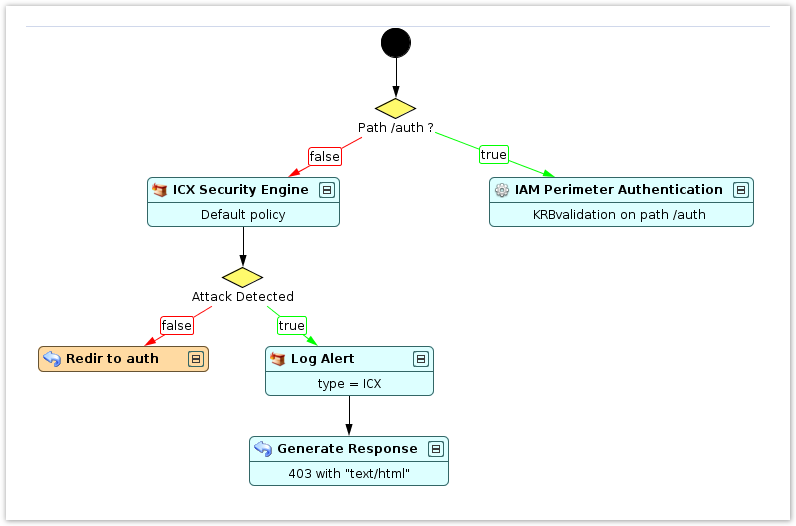 Path /auth ?
false
true
ICX Security Engine
Default policy
IAM Perimeter Authentication
KRBvalidation on path /auth
Attack Detected
false
true
Redir to auth
Log Alert
type = ICX
Generate Response
403 with "text/html"